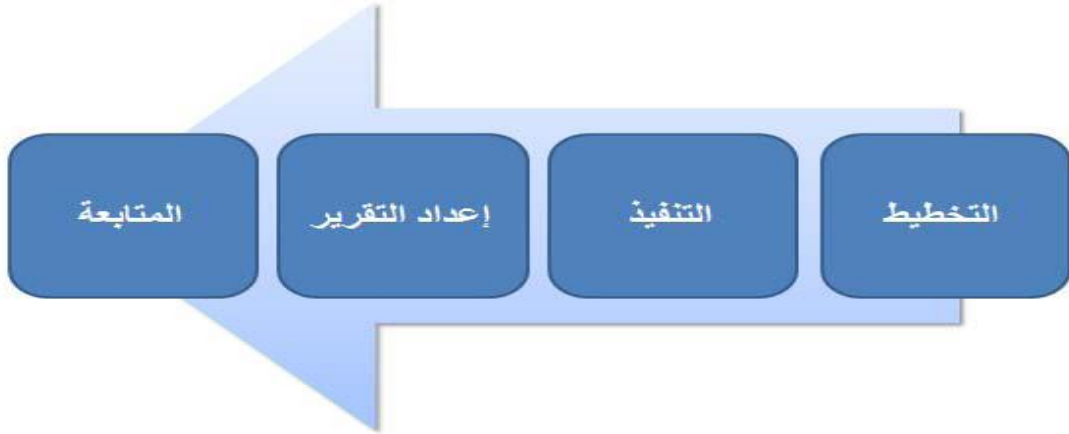 التخطيط
التنفيذ
إعداد التقرير
المتابعة